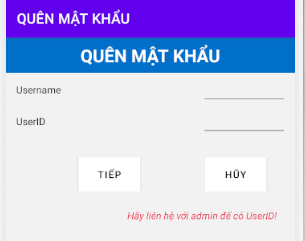 QUÊN MẬT KHẨU
QUÊN MẬT KHẨU
Username
UserID
TIẾP HỦY
Hãy liên hệ với admin để có UserID!